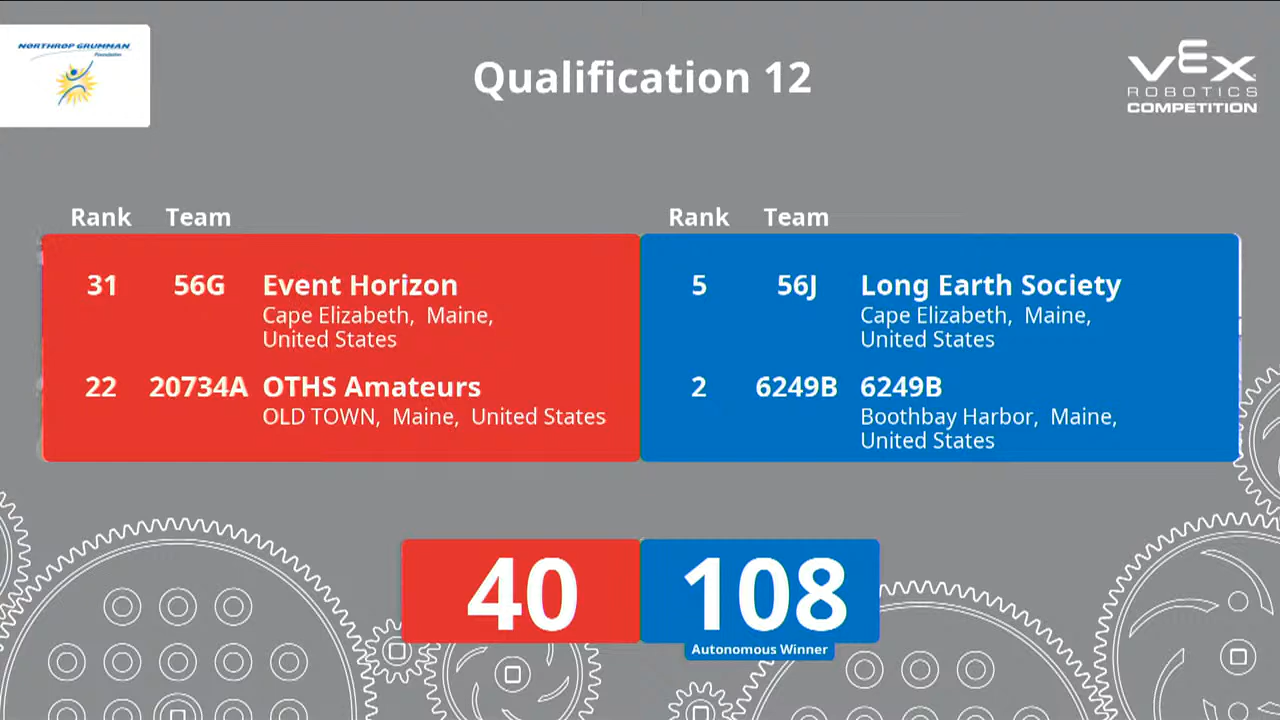 NORTHROP GRUMMAN
Foundation
Qualification 12
VEX
ROBOTICS
COMPETITION
Rank Team
31 56G Event Horizon
Cape Elizabeth, Maine,
United States
22 20734A OTHS Amateurs
OLD TOWN, Maine, United States
Rank Team
5 56J Long Earth Society
Cape Elizabeth, Maine,
United States
2 6249B 6249B
Boothbay Harbor, Maine,
United States
40
108
Autonomous Winner